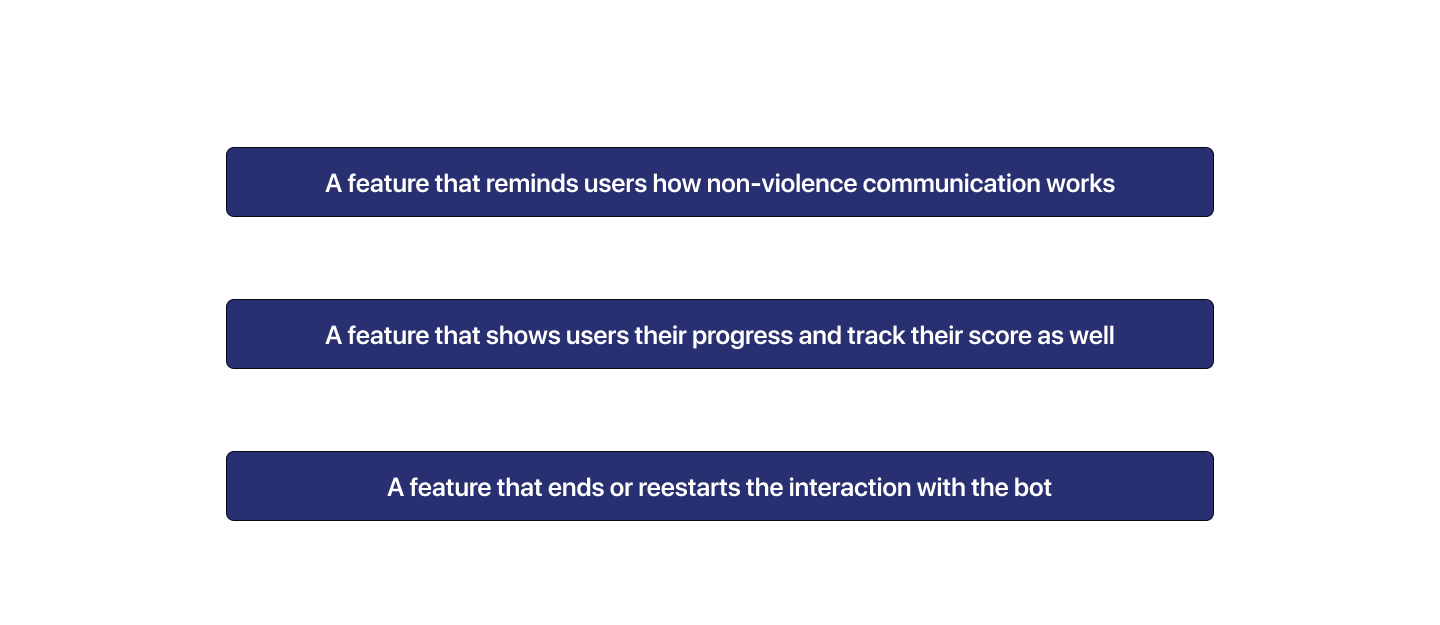 A feature that reminds users how non-violence communication works
A feature that shows users their progress and track their score as well
A feature that ends or reestarts the interaction with the bot